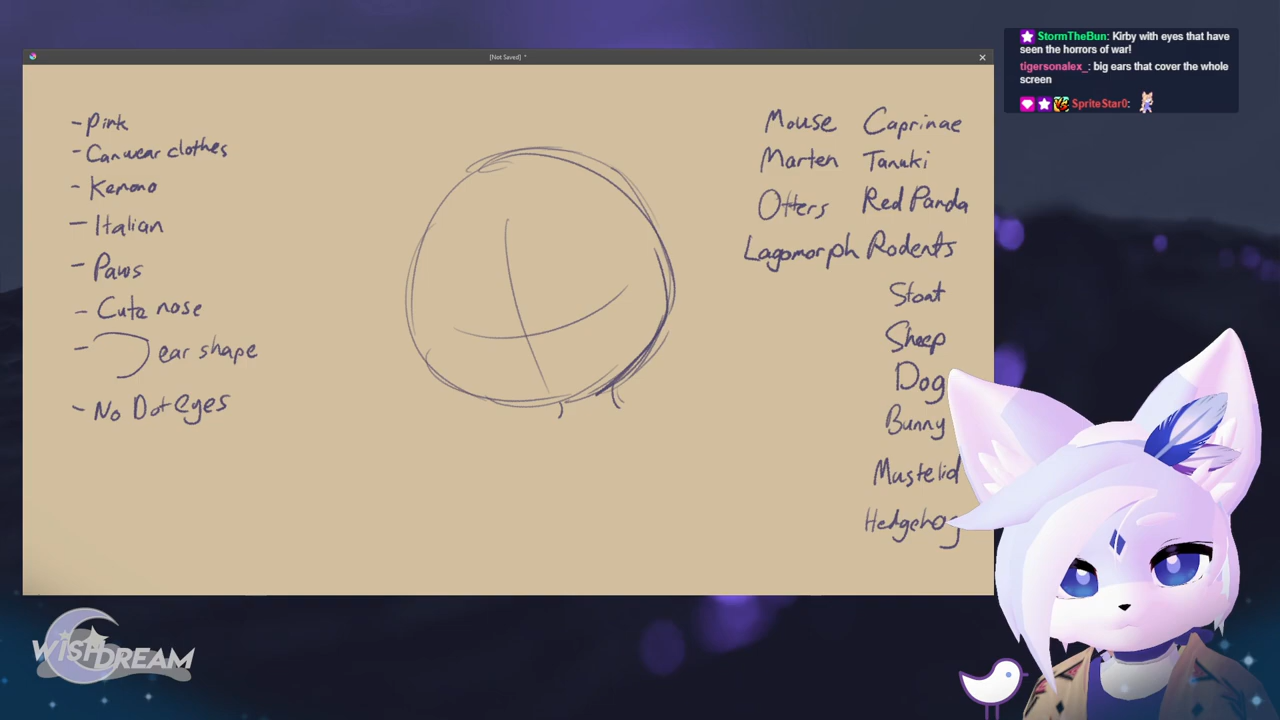 [Not Saved] *
- Pink
- Can wear clothes
- Kemono
- Italian
- Paws
- Cute nose
- ear shape
- No Dot eyes
Mouse Caprinae
Marten Tanuki
Otters Red Panda
Lagomorph Rodents
Stoat
Sheep
Dog
Bunny
Mustelid
Hedgehog
StormTheBun: Kirby with eyes that have
seen the horrors of war!
tigersonalex_: big ears that cover the whole
screen
SpriteStar0:
WISHDREAM